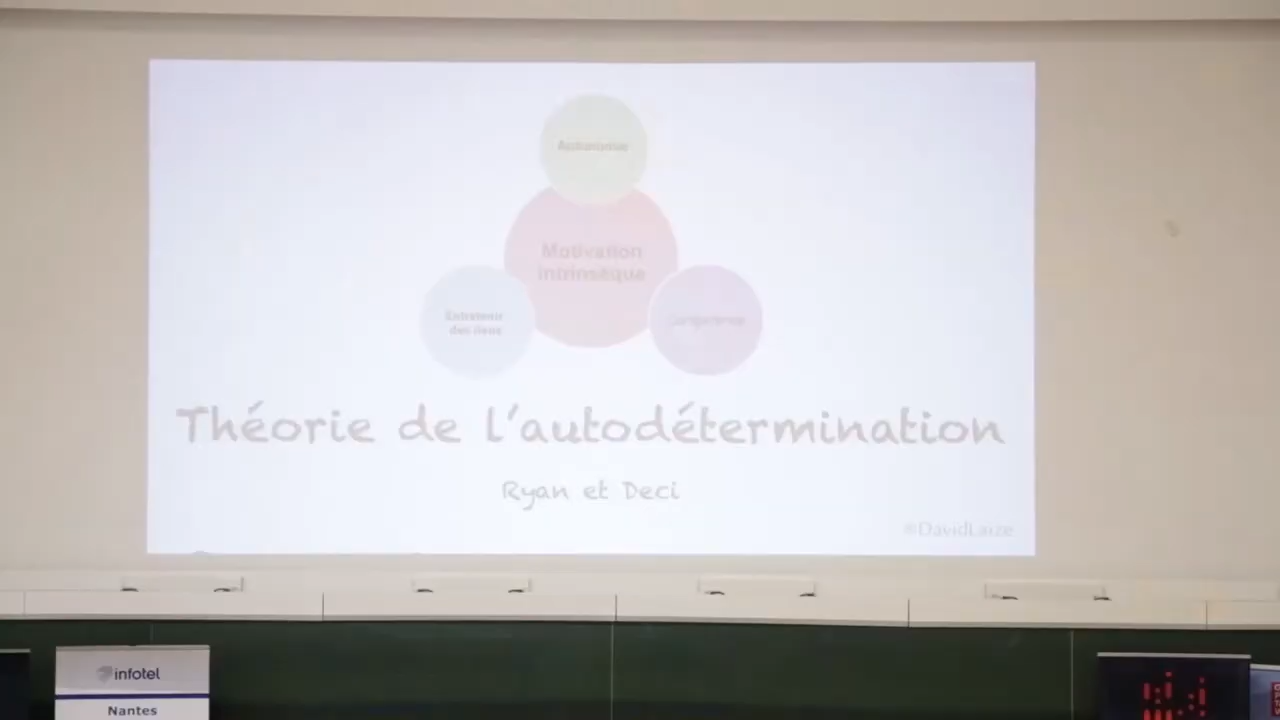 Autonomie
Motivation
intrinsèque
Entretenir
des liens
Compétence
Théorie de l'autodétermination
Ryan et Deci
@DavidLaize
infotel
Nantes